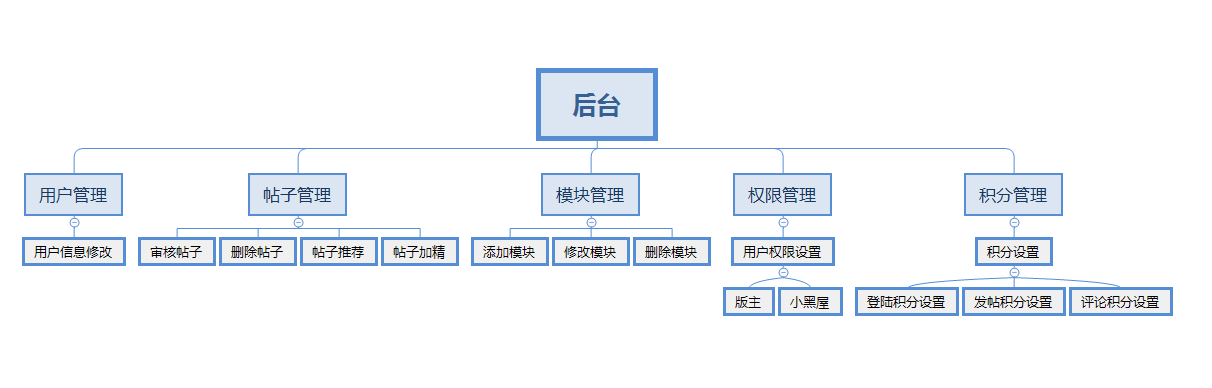 后台
用户管理
帖子管理
模块管理
权限管理
积分管理
用户信息修改
审核帖子
删除帖子
帖子推荐
帖子加精
添加模块
修改模块
删除模块
用户权限设置
积分设置
版主
小黑屋
登陆积分设置
发帖积分设置
评论积分设置